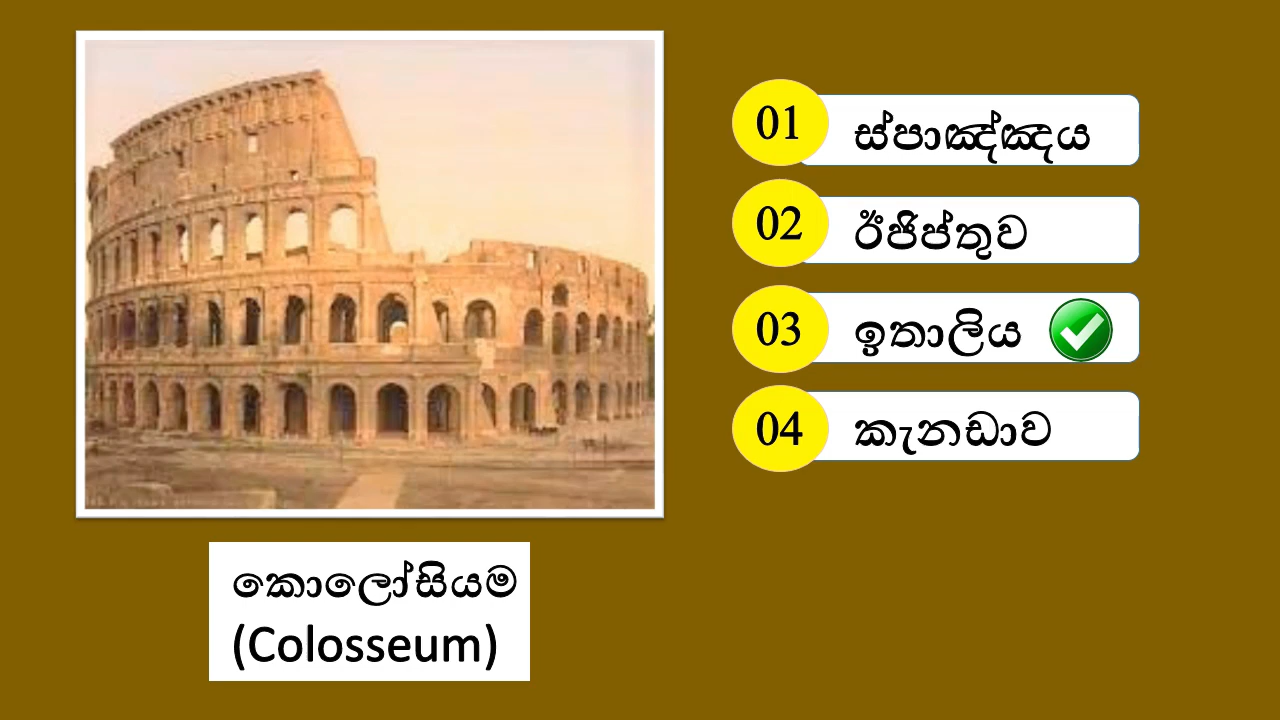 01 ස්පාඤ්ඤය
02 ඊජිප්තුව
03 ඉතාලිය
04 කැනඩාව
කොලෝසියම
(Colosseum)